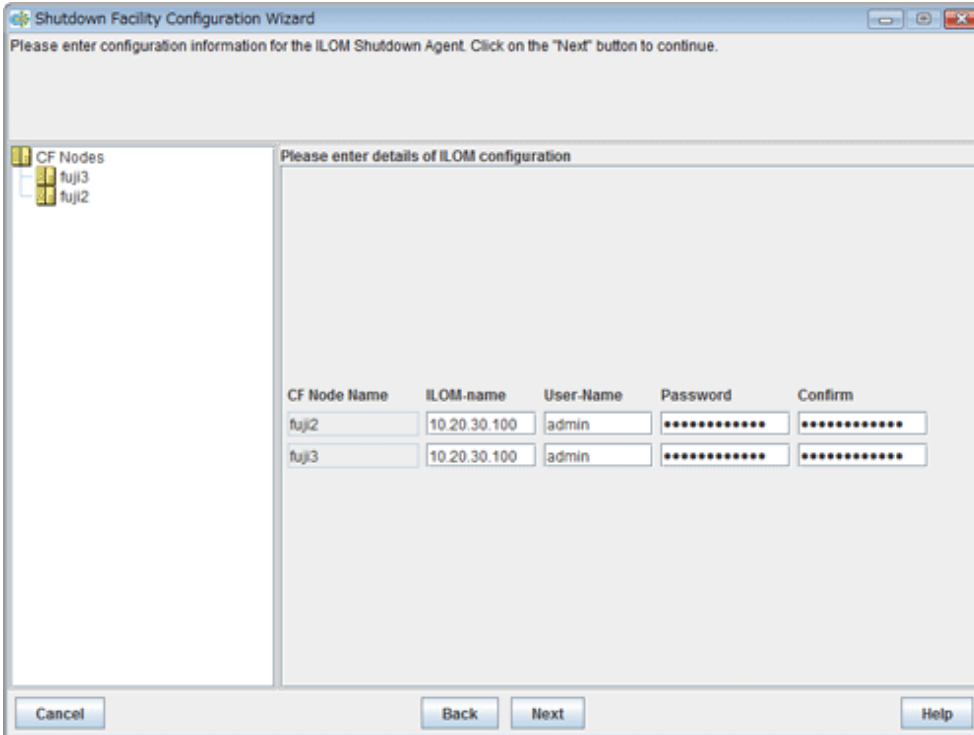 Shutdown Facility Configuration Wizard
Please enter configuration information for the ILOM Shutdown Agent. Click on the "Next" button to continue.
CF Nodes
fuji3
fuji2
Please enter details of ILOM configuration
CF Node Name ILOM-name User-Name Password Confirm
fuji2 10.20.30.100 admin •••••••••••• ••••••••••••
fuji3 10.20.30.100 admin •••••••••••• ••••••••••••
Cancel Back Next Help